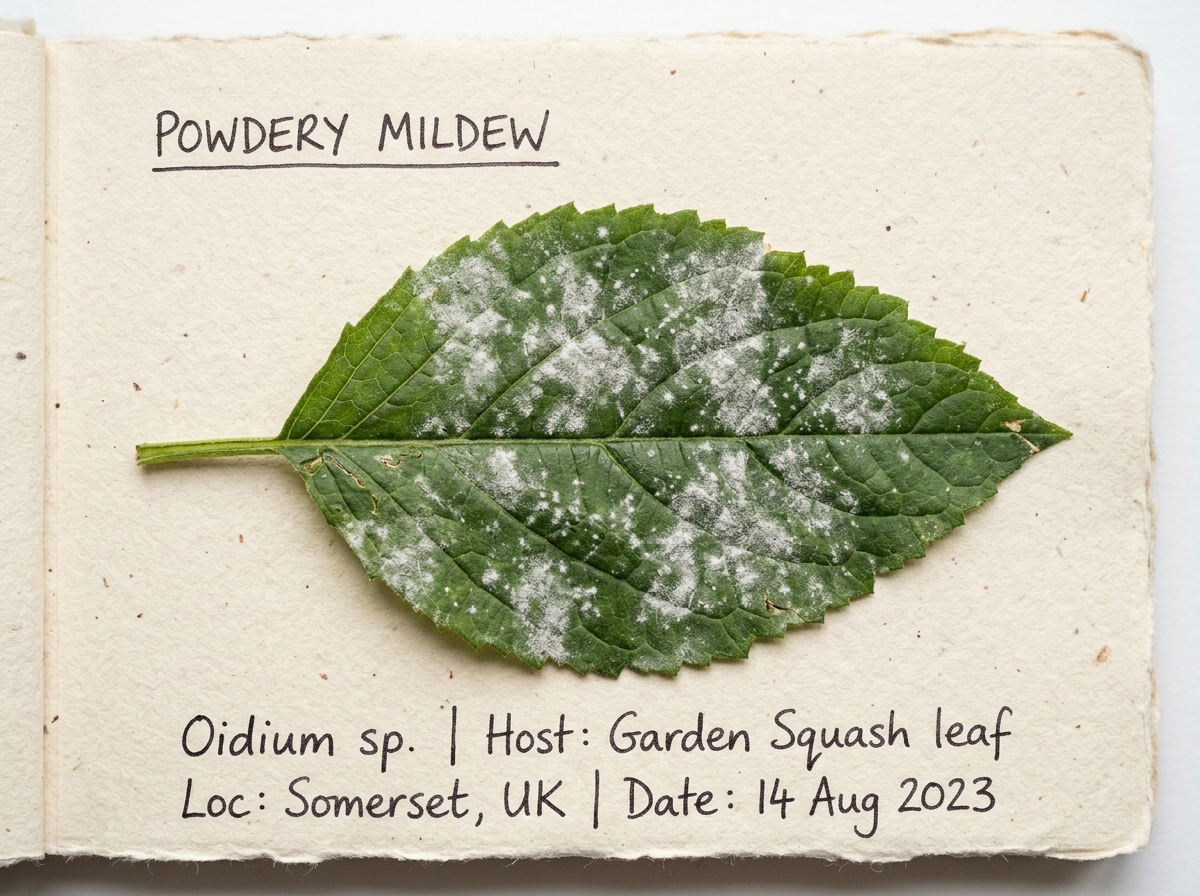 POWDERY MILDEW
Oidium sp. | Host: Garden Squash leaf
Loc: Somerset, UK | Date: 14 Aug 2023